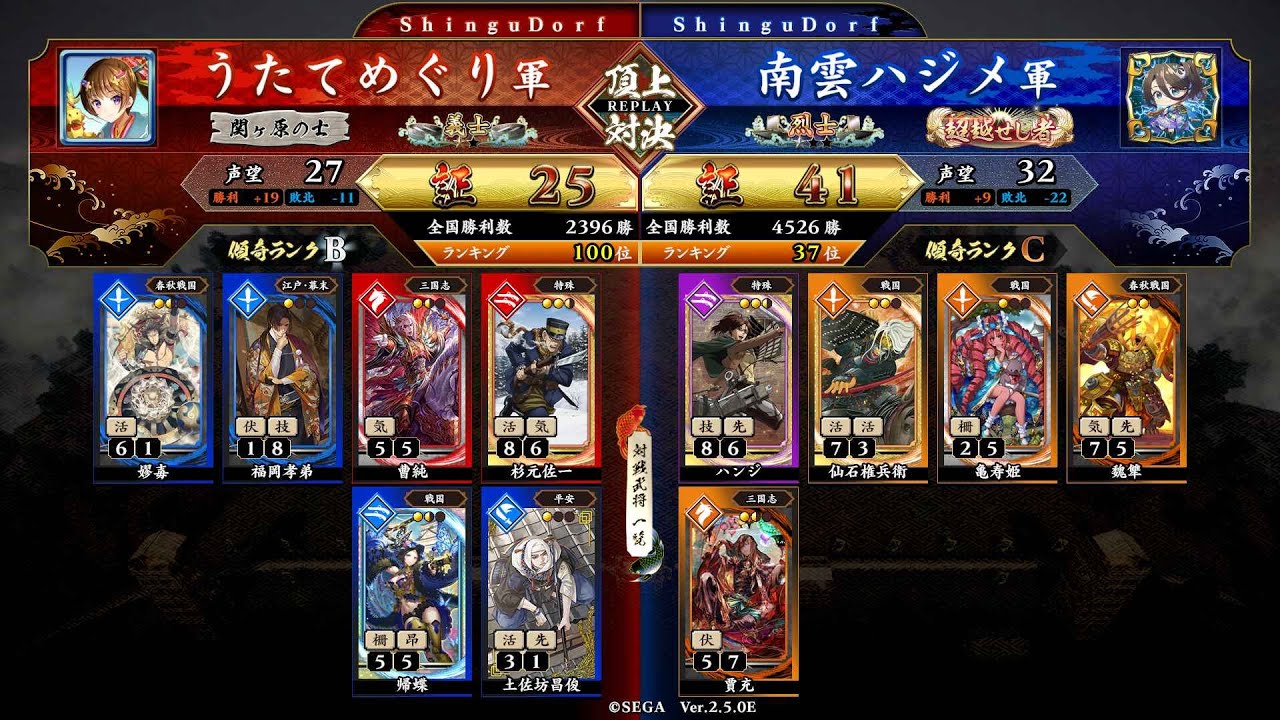 ShinguDorf
ShinguDorf
うたてめぐり軍
頂上
REPLAY
対決
南雲ハジメ軍
関ヶ原の士
義士
烈士
超越せし者
声望 27
勝利 +19 敗北 -11
証 25
証 41
声望 32
勝利 +9 敗北 -22
全国勝利数 2396勝
全国勝利数 4526勝
傾奇ランクB
ランキング 100位
ランキング 37位
傾奇ランクC
春秋戦国
江戸・幕末
三国志
特殊
特殊
戦国
戦国
春秋戦国
活
伏 技
気
活 気
技 先
活 活
柵
気 先
6 1
1 8
5 5
8 6
8 6
7 3
2 5
7 5
嫪毐
福岡孝弟
曹純
杉元佐一
ハンジ
仙石権兵衛
亀寿姫
魏犨
対戦武将一覧
戦国
平安
三国志
柵 昂
活 先
伏
5 5
3 1
5 7
帰蝶
土佐坊昌俊
賈充
©SEGA Ver.2.5.0E